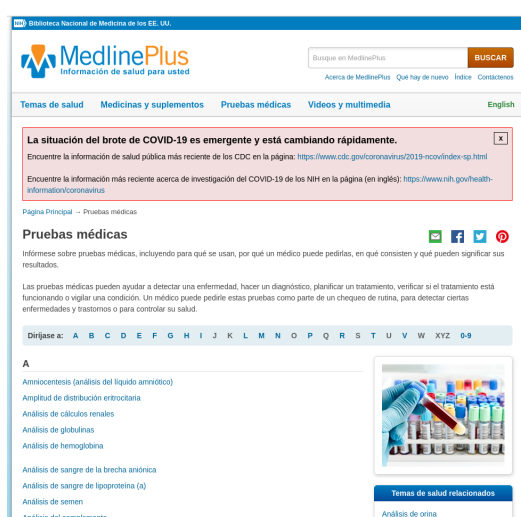 NIH Biblioteca Nacional de Medicina de los EE. UU.
MedlinePlus
Información de salud para usted
Busque en MedlinePlus
BUSCAR
Acerca de MedlinePlus Qué hay de nuevo Índice Contáctenos
Temas de salud Medicinas y suplementos Pruebas médicas Videos y multimedia English
La situación del brote de COVID-19 es emergente y está cambiando rápidamente. x
Encuentre la información de salud pública más reciente de los CDC en la página: https://www.cdc.gov/coronavirus/2019-ncov/index-sp.html
Encuentre la información más reciente acerca de investigación del COVID-19 de los NIH en la página (en inglés): https://www.nih.gov/health-
information/coronavirus
Página Principal → Pruebas médicas
Pruebas médicas
Infórmese sobre pruebas médicas, incluyendo para qué se usan, por qué un médico puede pedirlas, en qué consisten y qué pueden significar sus
resultados.
Las pruebas médicas pueden ayudar a detectar una enfermedad, hacer un diagnóstico, planificar un tratamiento, verificar si el tratamiento está
funcionando o vigilar una condición. Un médico puede pedirle estas pruebas como parte de un chequeo de rutina, para detectar ciertas
enfermedades y trastornos o para controlar su salud.
Diríjase a: A B C D E F G H I J K L M N O P Q R S T U V W XYZ 0-9
A
Amniocentesis (análisis del líquido amniótico)
Amplitud de distribución eritrocitaria
Análisis de cálculos renales
Análisis de globulinas
Análisis de hemoglobina
Análisis de sangre de la brecha aniónica
Análisis de sangre de lipoproteína (a)
Análisis de semen
Análisis del complemento
Temas de salud relacionados
Análisis de orina